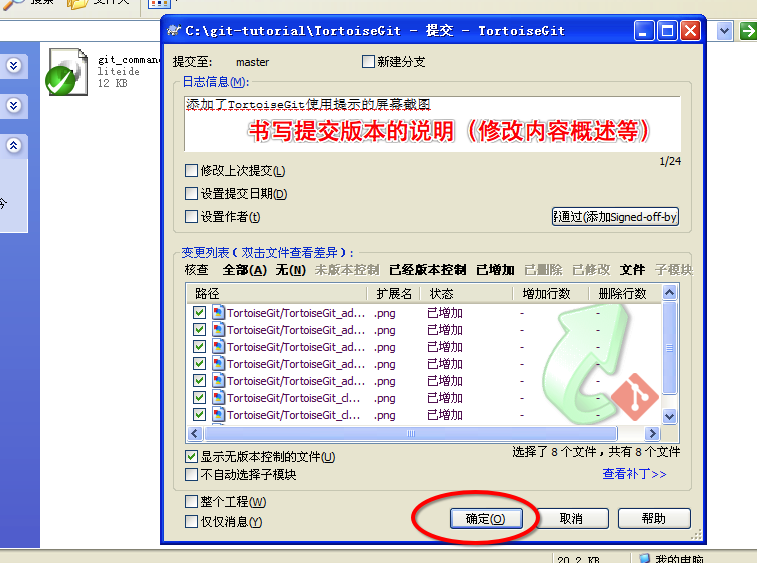 搜索
文件夹
C:\git-tutorial\TortoiseGit - 提交 - TortoiseGit
git_comman
liteide
12 KB
提交至:
master
新建分支
日志信息(M):
添加了TortoiseGit使用提示的屏幕截图
书写提交版本的说明（修改内容概述等）
1/24
修改上次提交(L)
设置提交日期(D)
设置作者(t)
通过(添加Signed-off-by
变更列表（双击文件查看差异）:
核查 全部(A) 无(N) 未版本控制 已经版本控制 已增加 已删除 已修改 文件 子模块
路径 扩展名 状态 增加行数 删除行数
TortoiseGit/TortoiseGit_ad... .png 已增加 - -
TortoiseGit/TortoiseGit_ad... .png 已增加 - -
TortoiseGit/TortoiseGit_ad... .png 已增加 - -
TortoiseGit/TortoiseGit_ad... .png 已增加 - -
TortoiseGit/TortoiseGit_ad... .png 已增加 - -
TortoiseGit/TortoiseGit_cl... .png 已增加 - -
TortoiseGit/TortoiseGit_cl... .png 已增加 - -
显示无版本控制的文件(U)
选择了 8 个文件，共有 8 个文件
不自动选择子模块
查看补丁>>
整个工程(W)
仅仅消息(Y)
确定(O)
取消
帮助
20.2 KB
我的电脑